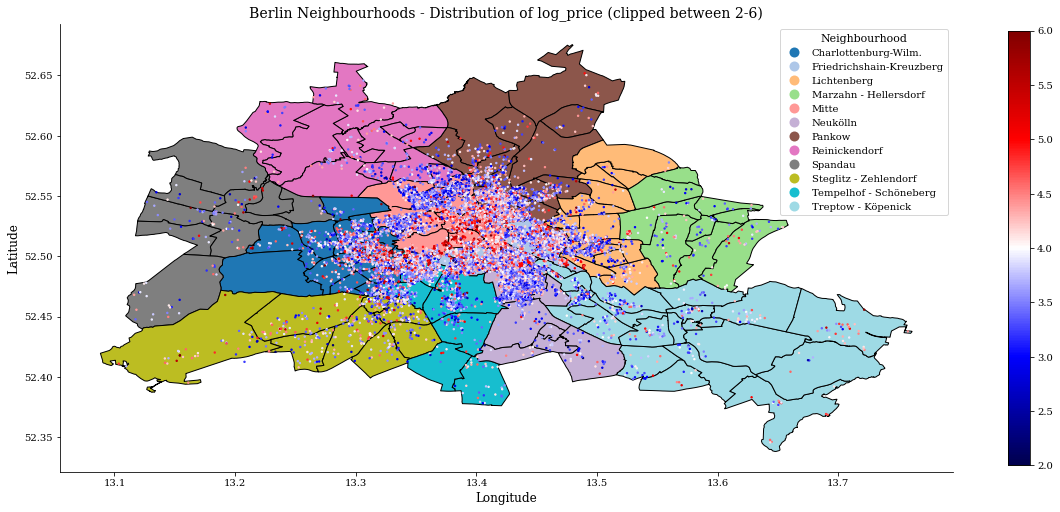 Berlin Neighbourhoods - Distribution of log_price (clipped between 2-6)
Neighbourhood
Charlottenburg-Wilm.
Friedrichshain-Kreuzberg
Lichtenberg
Marzahn - Hellersdorf
Mitte
Neukölln
Pankow
Reinickendorf
Spandau
Steglitz - Zehlendorf
Tempelhof - Schöneberg
Treptow - Köpenick
Latitude
52.65
52.60
52.55
52.50
52.45
52.40
52.35
13.1
13.2
13.3
13.4
13.5
13.6
13.7
Longitude
6.0
5.5
5.0
4.5
4.0
3.5
3.0
2.5
2.0